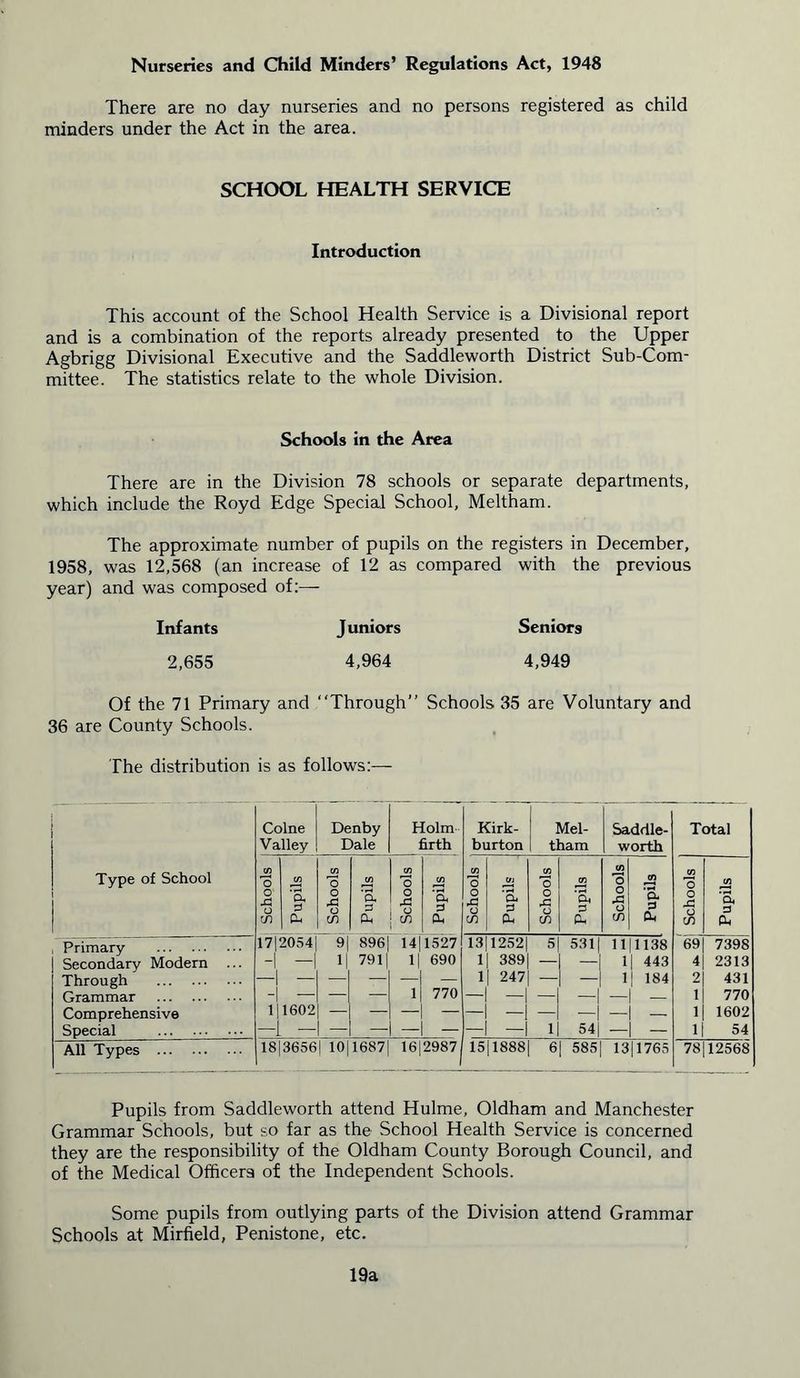 Nurseries and Child Minders' Regulations Act, 1948
There are no day nurseries and no persons registered as child
minders under the Act in the area.
SCHOOL HEALTH SERVICE
Introduction
This account of the School Health Service is a Divisional report
and is a combination of the reports already presented to the Upper
Agbrigg Divisional Executive and the Saddleworth District Sub-Com-
mittee. The statistics relate to the whole Division.
Schools in the Area
There are in the Division 78 schools or separate departments,
which include the Royd Edge Special School, Meltham.
The approximate number of pupils on the registers in December,
1958, was 12,568 (an increase of 12 as compared with the previous
year) and was composed of:—
Infants Juniors Seniors
2,655 4,964 4,949
Of the 71 Primary and "Through" Schools 35 are Voluntary and
36 are County Schools.
The distribution is as follows:—
Type of School | Colne Valley | Denby Dale | Holm-firth | Kirk-burton | Mel-tham | Saddle-worth | Total
Schools | Pupils | Schools | Pupils | Schools | Pupils | Schools | Pupils | Schools | Pupils | Schools | Pupils | Schools | Pupils
Primary ... ... ... | 17 | 2054 | 9 | 896 | 14 | 1527 | 13 | 1252 | 5 | 531 | 11 | 1138 | 69 | 7398
Secondary Modern ... | - | — | 1 | 791 | 1 | 690 | 1 | 389 | — | — | 1 | 443 | 4 | 2313
Through ... ... ... | — | — | — | — | — | — | 1 | 247 | — | — | 1 | 184 | 2 | 431
Grammar ... ... ... | - | — | — | — | 1 | 770 | — | — | — | — | — | — | 1 | 770
Comprehensive | 1 | 1602 | — | — | — | — | — | — | — | — | — | — | 1 | 1602
Special ... ... ... | — | — | — | — | — | — | — | — | 1 | 54 | — | — | 1 | 54
All Types ... ... ... | 18 | 3656 | 10 | 1687 | 16 | 2987 | 15 | 1888 | 6 | 585 | 13 | 1765 | 78 | 12568
Pupils from Saddleworth attend Hulme, Oldham and Manchester
Grammar Schools, but so far as the School Health Service is concerned
they are the responsibility of the Oldham County Borough Council, and
of the Medical Officers of the Independent Schools.
Some pupils from outlying parts of the Division attend Grammar
Schools at Mirfield, Penistone, etc.
19a